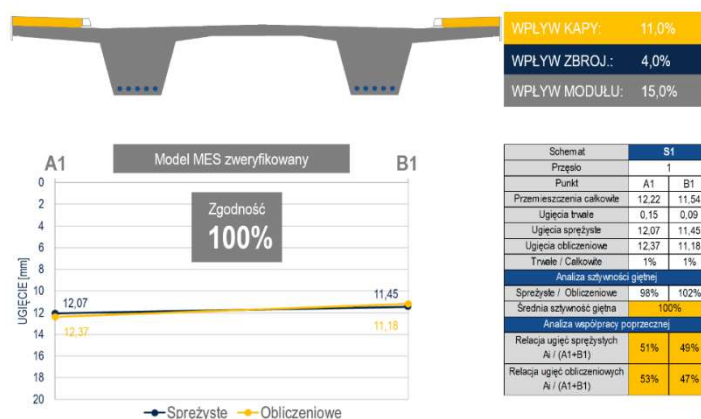 WPŁYW KAPY: 11,0%
WPŁYW ZBROJ.: 4,0%
WPŁYW MODUŁU: 15,0%
A1
Model MES zweryfikowany
B1
Zgodność
100%
UGIĘCIE [mm]
0
2
4
6
8
10
12
14
16
18
20
12,07
11,45
12,37
11,18
Sprężyste
Obliczeniowe
Schemat S1
Przęsło 1
Punkt A1 B1
Przemieszczenia całkowite 12,22 11,54
Ugięcia trwałe 0,15 0,09
Ugięcia sprężyste 12,07 11,45
Ugięcia obliczeniowe 12,37 11,18
Trwałe / Całkowite 1% 1%
Analiza sztywności giętnej
Sprężyste / Obliczeniowe 98% 102%
Średnia sztywność giętna 100%
Analiza współpracy poprzecznej
Relacja ugięć sprężystych
Ai / (A1+B1) 51% 49%
Relacja ugięć obliczeniowych
Ai / (A1+B1) 53% 47%